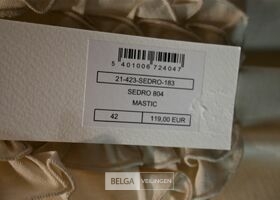 5 401006 724047
21-423-SEDRO-183
SEDRO 804
MASTIC
42 119,00 EUR
BELGA VEILINGEN